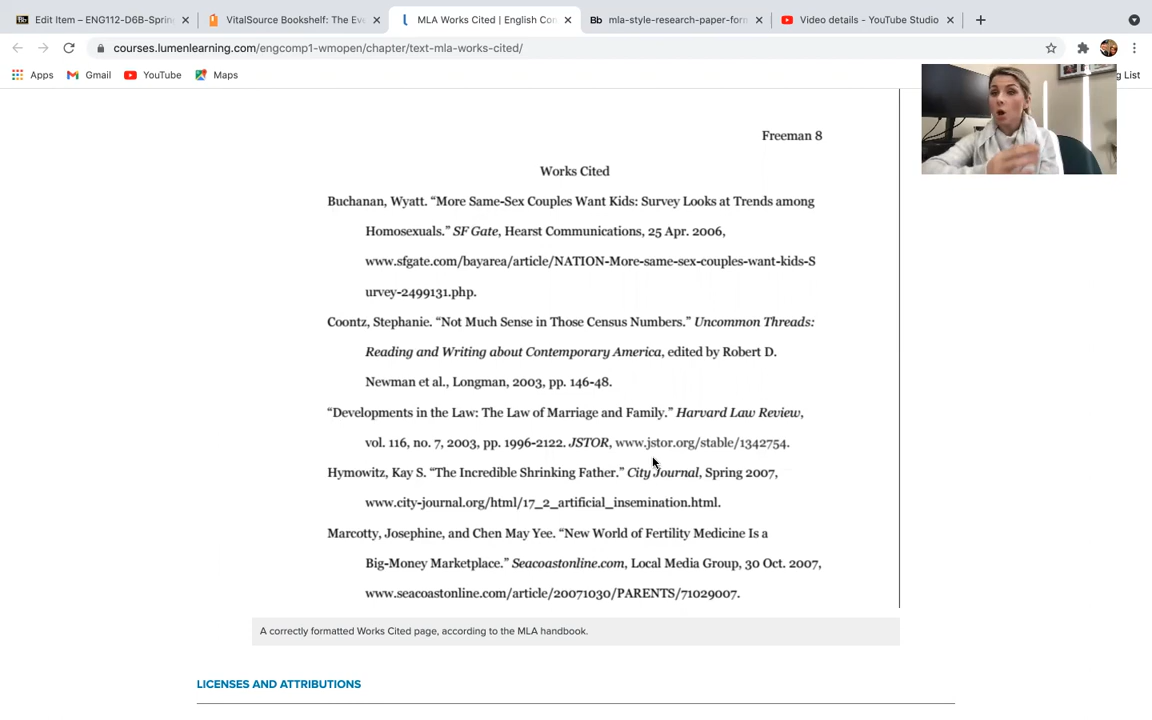 Edit Item – ENG112-D6B-Sprin
VitalSource Bookshelf: The Ev
MLA Works Cited | English Co
Bb mla-style-research-paper-for
Video details - YouTube Studio
courses.lumenlearning.com/engcomp1-wmopen/chapter/text-mla-works-cited/
Apps Gmail YouTube Maps List
Freeman 8
Works Cited
Buchanan, Wyatt. “More Same-Sex Couples Want Kids: Survey Looks at Trends among
Homosexuals.” SF Gate, Hearst Communications, 25 Apr. 2006,
www.sfgate.com/bayarea/article/NATION-More-same-sex-couples-want-kids-S
urvey-2499131.php.
Coontz, Stephanie. “Not Much Sense in Those Census Numbers.” Uncommon Threads:
Reading and Writing about Contemporary America, edited by Robert D.
Newman et al., Longman, 2003, pp. 146-48.
“Developments in the Law: The Law of Marriage and Family.” Harvard Law Review,
vol. 116, no. 7, 2003, pp. 1996-2122. JSTOR, www.jstor.org/stable/1342754.
Hymowitz, Kay S. “The Incredible Shrinking Father.” City Journal, Spring 2007,
www.city-journal.org/html/17_2_artificial_insemination.html.
Marcotty, Josephine, and Chen May Yee. “New World of Fertility Medicine Is a
Big-Money Marketplace.” Seacoastonline.com, Local Media Group, 30 Oct. 2007,
www.seacoastonline.com/article/20071030/PARENTS/71029007.
A correctly formatted Works Cited page, according to the MLA handbook.
LICENSES AND ATTRIBUTIONS